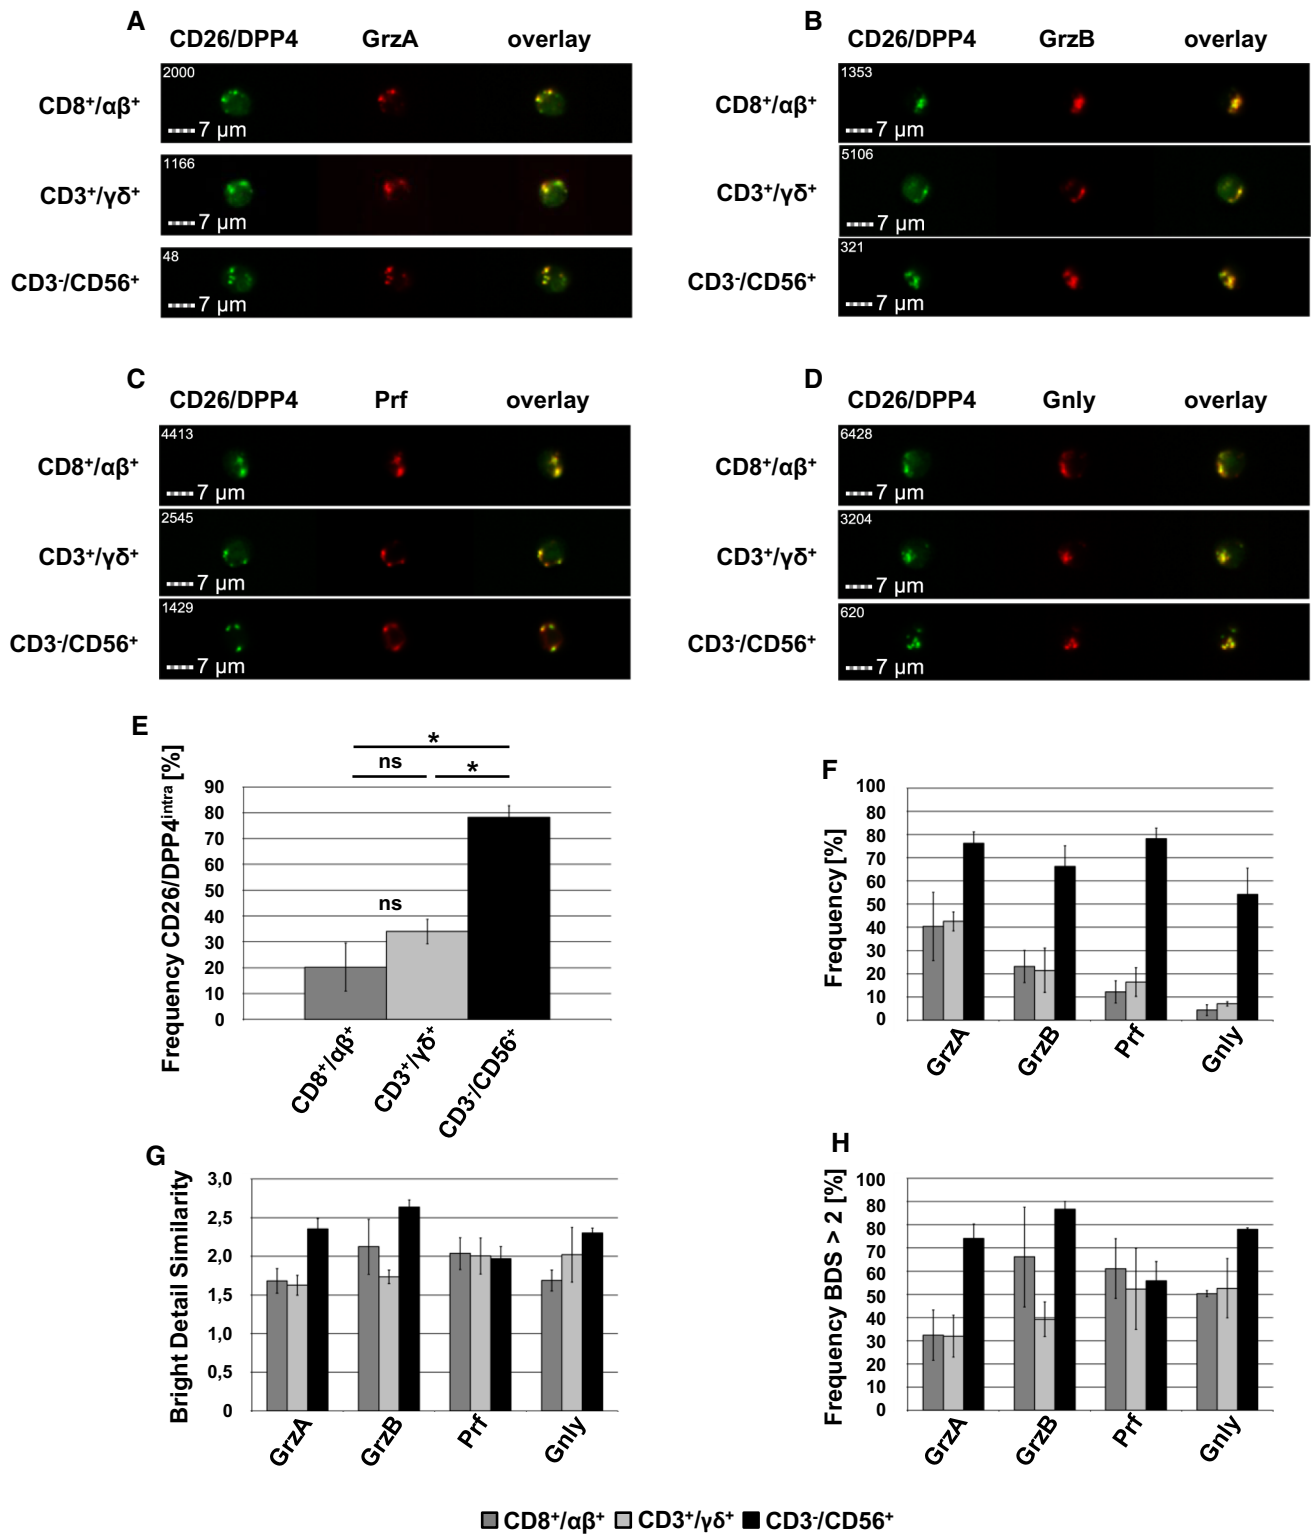 A
CD26/DPP4 GrzA overlay
CD8⁺/αβ⁺
2000
7 µm
CD3⁺/γδ⁺
1166
7 µm
CD3⁻/CD56⁺
48
7 µm
B
CD26/DPP4 GrzB overlay
CD8⁺/αβ⁺
1353
7 µm
CD3⁺/γδ⁺
5106
7 µm
CD3⁻/CD56⁺
321
7 µm
C
CD26/DPP4 Prf overlay
CD8⁺/αβ⁺
4413
7 µm
CD3⁺/γδ⁺
2545
7 µm
CD3⁻/CD56⁺
1429
7 µm
D
CD26/DPP4 Gnly overlay
CD8⁺/αβ⁺
6428
7 µm
CD3⁺/γδ⁺
3204
7 µm
CD3⁻/CD56⁺
620
7 µm
E
Frequency CD26/DPP4ⁱⁿᵗʳᵃ [%]
*
ns *
90
80
70
60
50
40
30
20
10
0
ns
CD8⁺/αβ⁺
CD3⁺/γδ⁺
CD3⁻/CD56⁺
F
Frequency [%]
100
80
80
70
60
50
40
30
20
10
0
GrzA
GrzB
Prf
Gnly
G
Bright Detail Similarity
3,0
2,5
2,0
1,5
1,0
0,5
0
GrzA
GrzB
Prf
Gnly
H
Frequency BDS > 2 [%]
100
80
80
70
60
50
40
30
20
10
0
GrzA
GrzB
Prf
Gnly
CD8⁺/αβ⁺ CD3⁺/γδ⁺ CD3⁻/CD56⁺